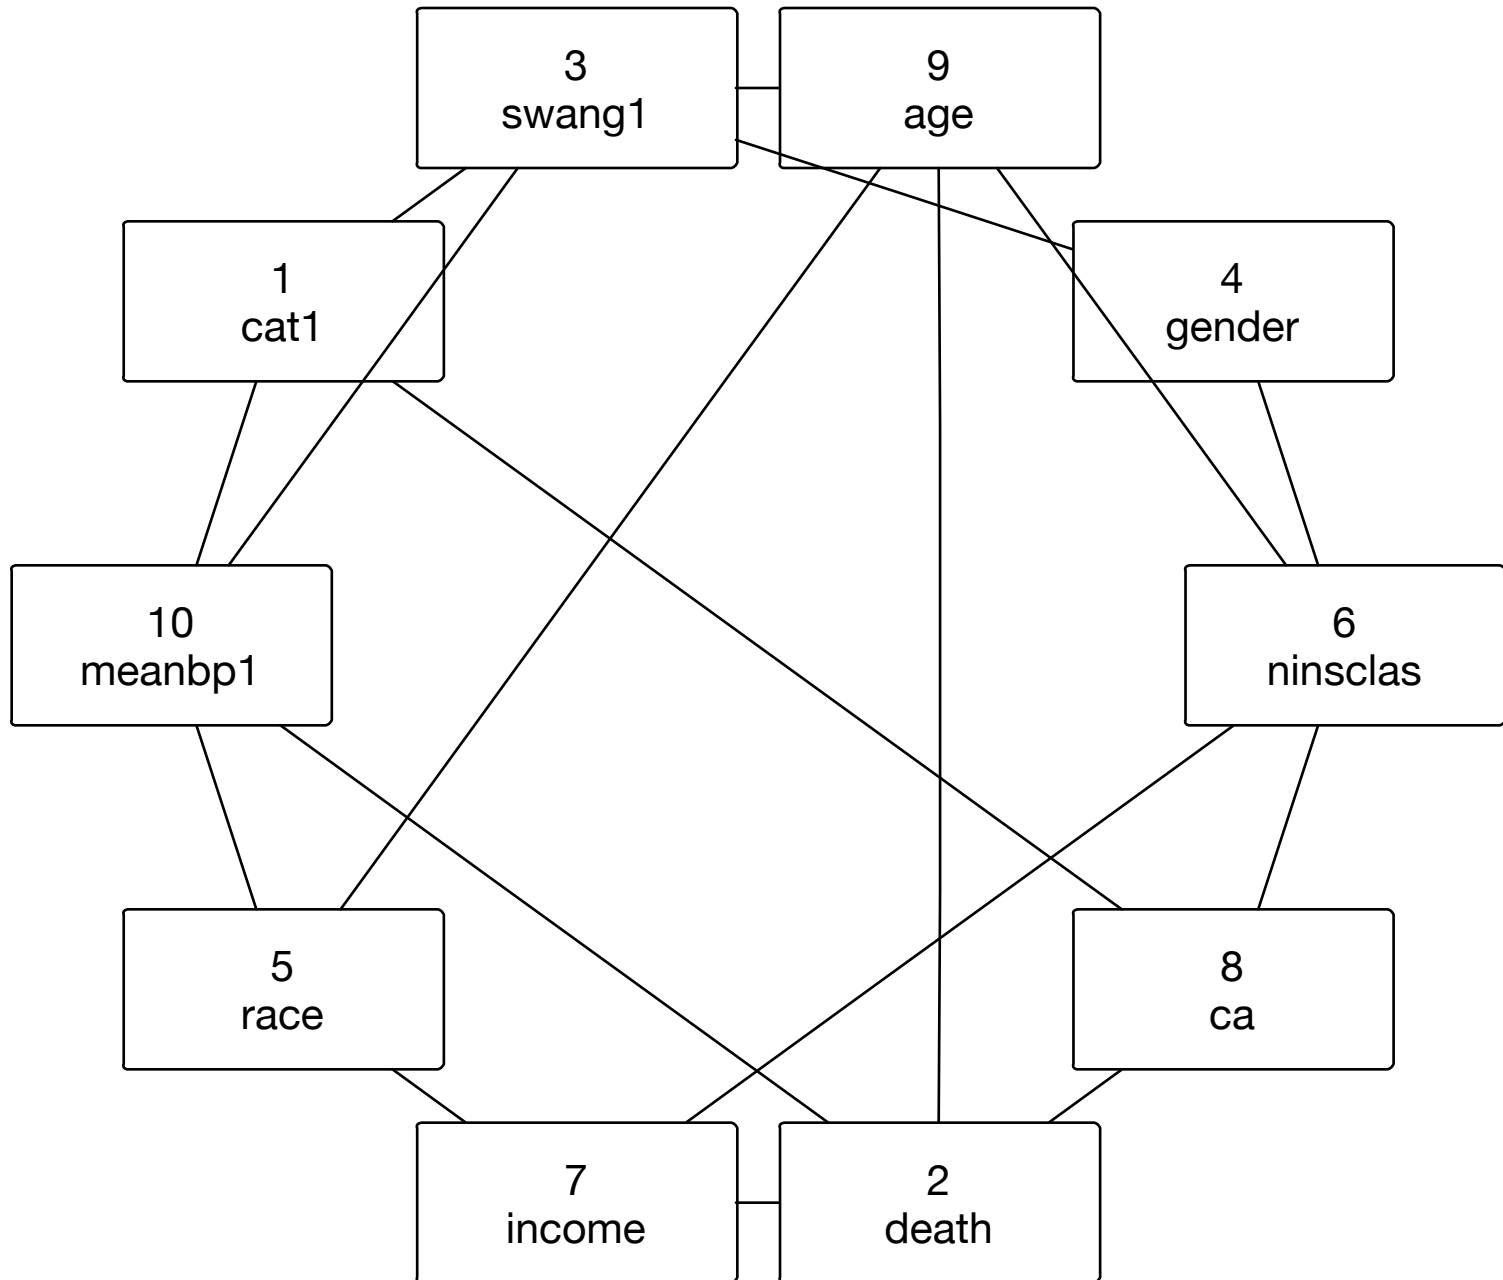 3
swang1
9
age
1
cat1
4
gender
10
meanbp1
6
ninsclas
5
race
8
ca
7
income
2
death